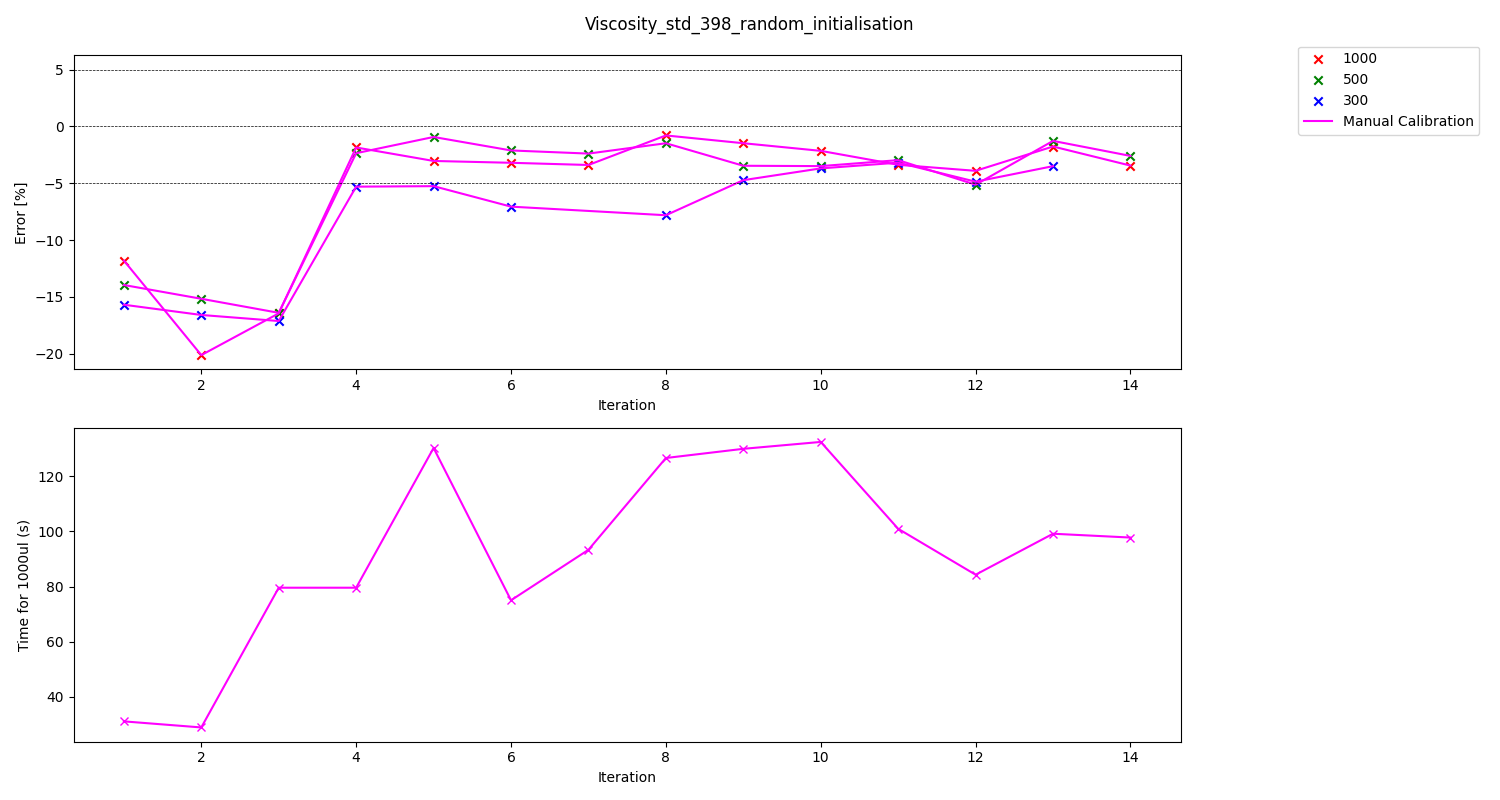 Viscosity_std_398_random_initialisation
5
0
−5
−10
−15
−20
Error [%]
2 4 6 8 10 12 14
Iteration
1000
500
300
Manual Calibration
120
100
80
60
40
Time for 1000ul (s)
2 4 6 8 10 12 14
Iteration